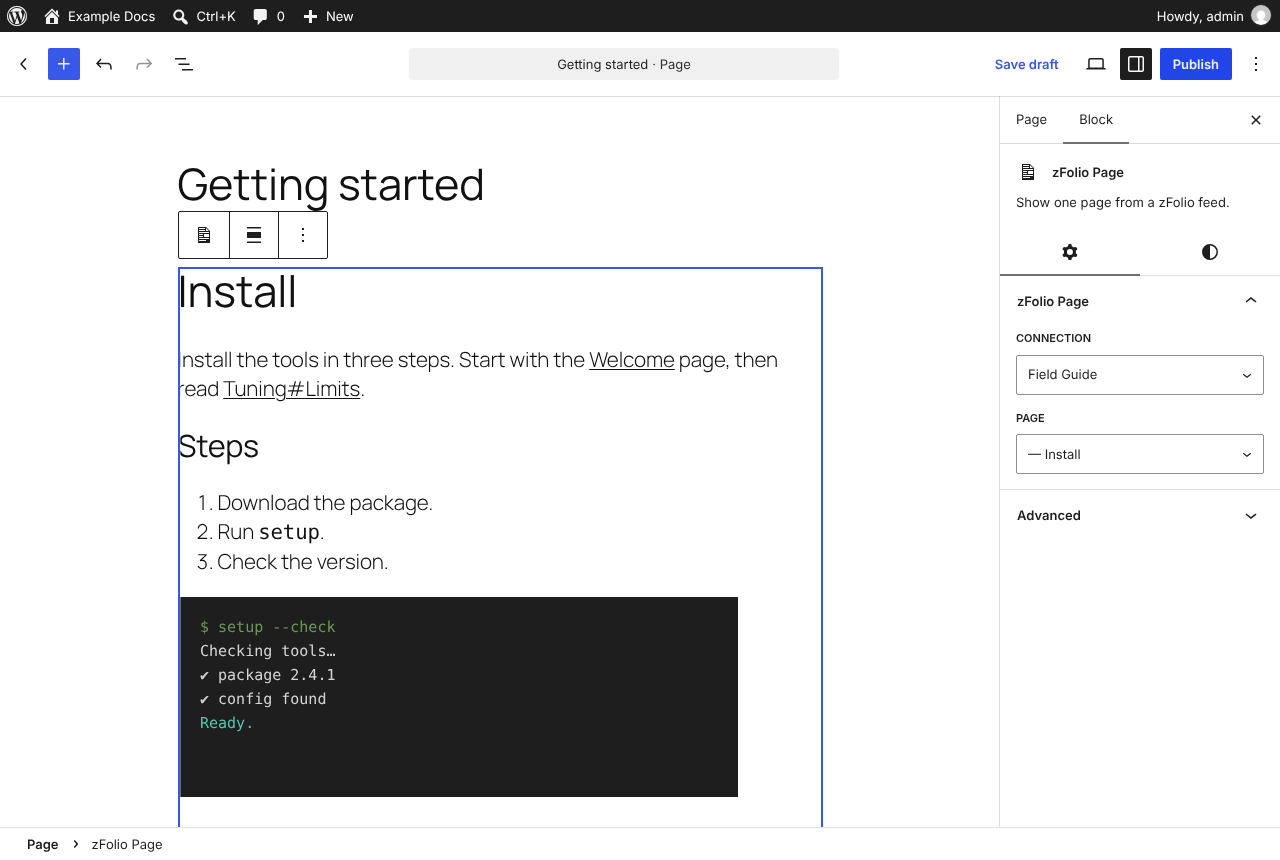 Example Docs Ctrl+K 0 New Howdy, admin
Getting started · Page Save draft Publish
Page Block
Getting started
zFolio Page
Show one page from a zFolio feed.
Install
Install the tools in three steps. Start with the Welcome page, then
read Tuning#Limits.
Steps
1. Download the package.
2. Run setup.
3. Check the version.
$ setup --check
Checking tools…
✔ package 2.4.1
✔ config found
Ready.
zFolio Page
CONNECTION
Field Guide
PAGE
— Install
Advanced
Page zFolio Page